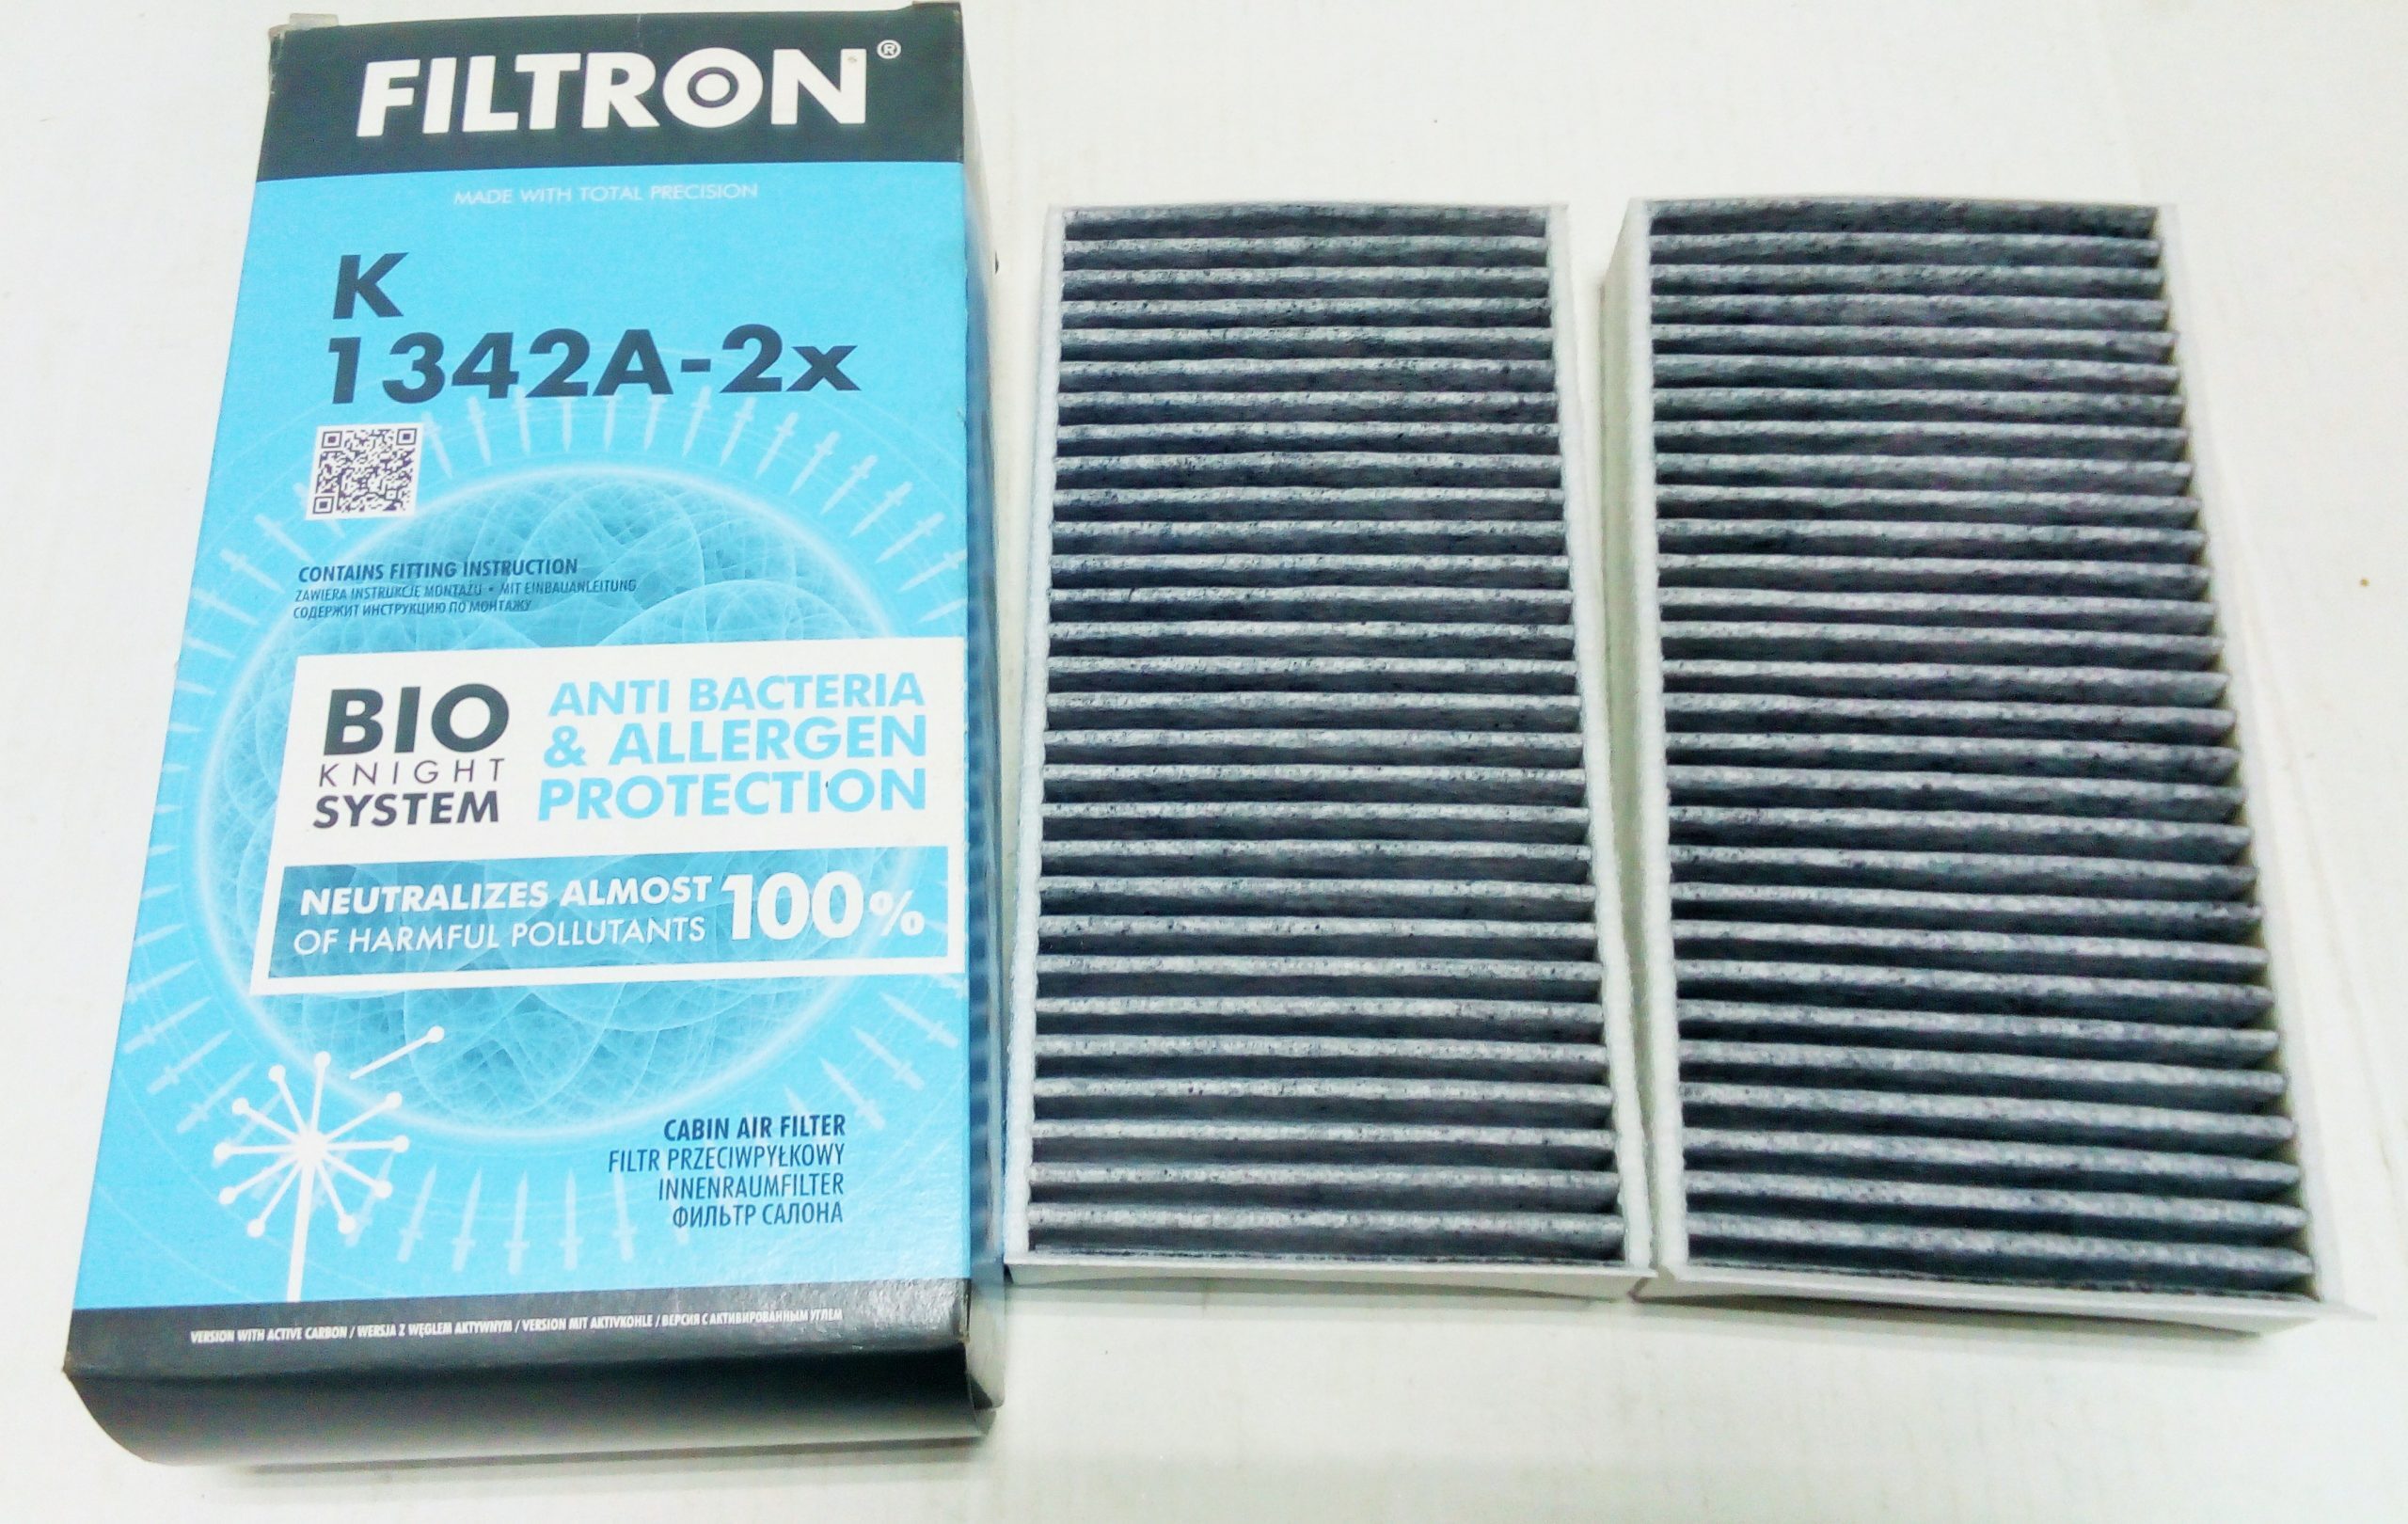 FILTRON®
MADE WITH TOTAL PRECISION
K
1342A-2x
CONTAINS FITTING INSTRUCTION
ZAWIERA INSTRUKCJĘ MONTAŻU • MIT EINBAUANLEITUNG
СОДЕРЖИТ ИНСТРУКЦИЮ ПО МОНТАЖУ
BIO
KNIGHT
SYSTEM
ANTI BACTERIA
& ALLERGEN
PROTECTION
NEUTRALIZES ALMOST
OF HARMFUL POLLUTANTS
100%
CABIN AIR FILTER
FILTR PRZECIWPYŁKOWY
INNENRAUMFILTER
ФИЛЬТР САЛОНА
VERSION WITH ACTIVE CARBON / WERSJA Z WĘGLEM AKTYWNYM / VERSION MIT AKTIVKOHLE / ВЕРСИЯ С АКТИВИРОВАННЫМ УГЛЕМ